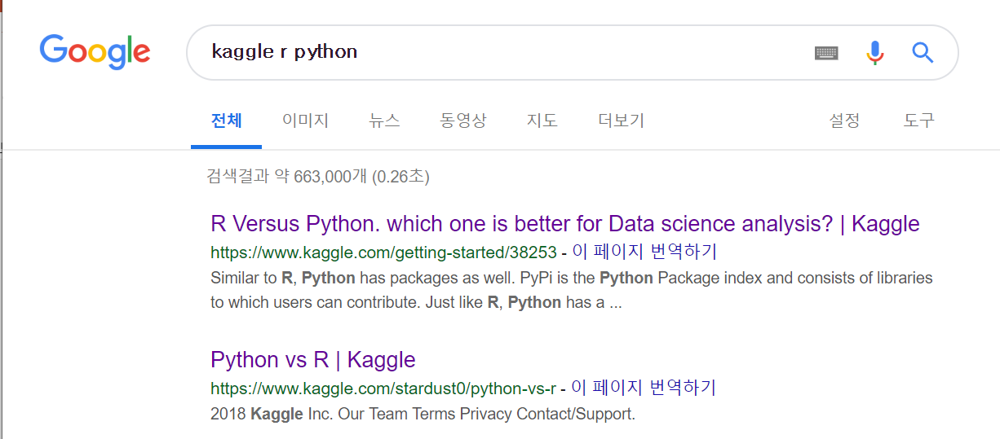 Google
kaggle r python
전체 이미지 뉴스 동영상 지도 더보기 설정 도구
검색결과 약 663,000개 (0.26초)
R Versus Python. which one is better for Data science analysis? | Kaggle
https://www.kaggle.com/getting-started/38253 - 이 페이지 번역하기
Similar to R, Python has packages as well. PyPi is the Python Package index and consists of libraries
to which users can contribute. Just like R, Python has a ...
Python vs R | Kaggle
https://www.kaggle.com/stardust0/python-vs-r - 이 페이지 번역하기
2018 Kaggle Inc. Our Team Terms Privacy Contact/Support.